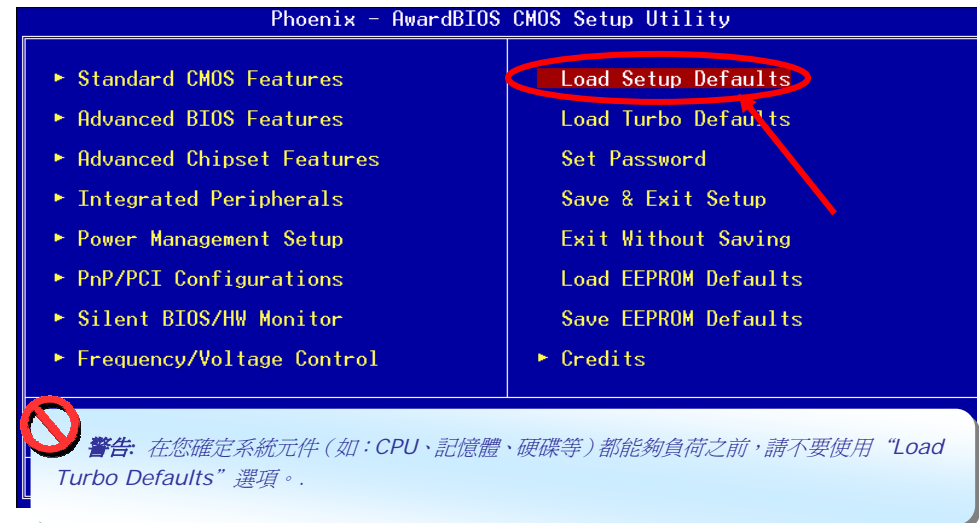 Phoenix - AwardBIOS CMOS Setup Utility
► Standard CMOS Features
► Advanced BIOS Features
► Advanced Chipset Features
► Integrated Peripherals
► Power Management Setup
► PnP/PCI Configurations
► Silent BIOS/HW Monitor
► Frequency/Voltage Control
Load Setup Defaults
Load Turbo Defaults
Set Password
Save & Exit Setup
Exit Without Saving
Load EEPROM Defaults
Save EEPROM Defaults
► Credits
警告: 在您確定系統元件（如：CPU、記憶體、硬碟等）都能夠負荷之前，請不要使用 “Load
Turbo Defaults” 選項。.